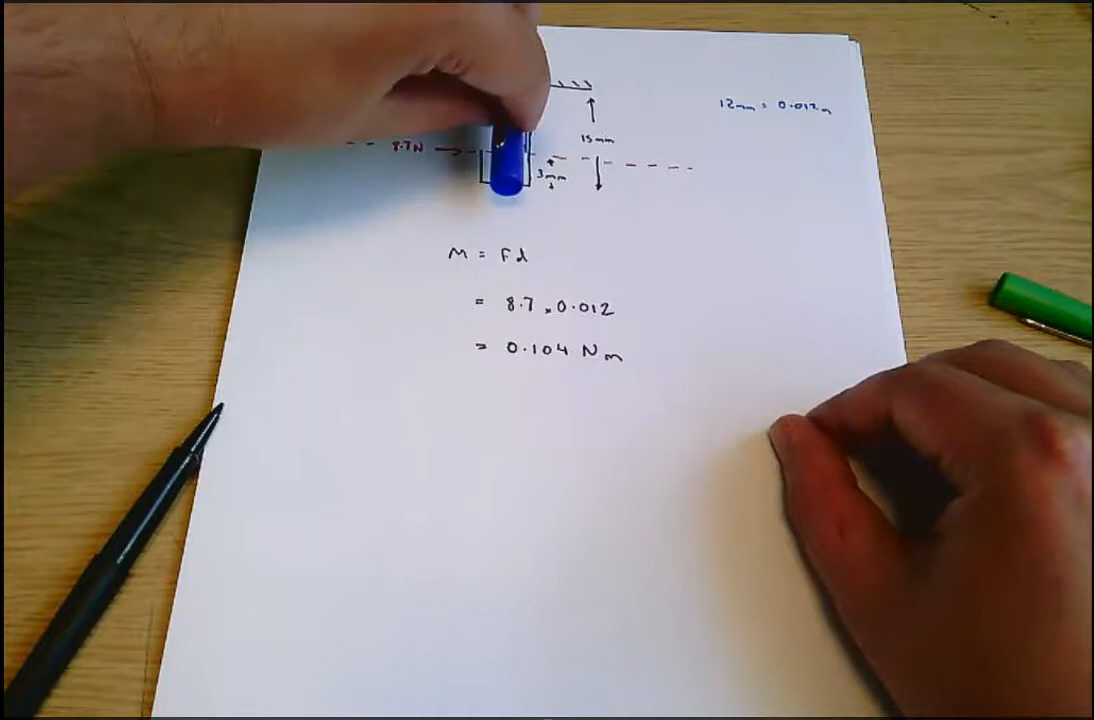 12mm = 0.012m
15mm
8.7N
3mm
M = Fd
= 8.7 × 0.012
= 0.104 Nm